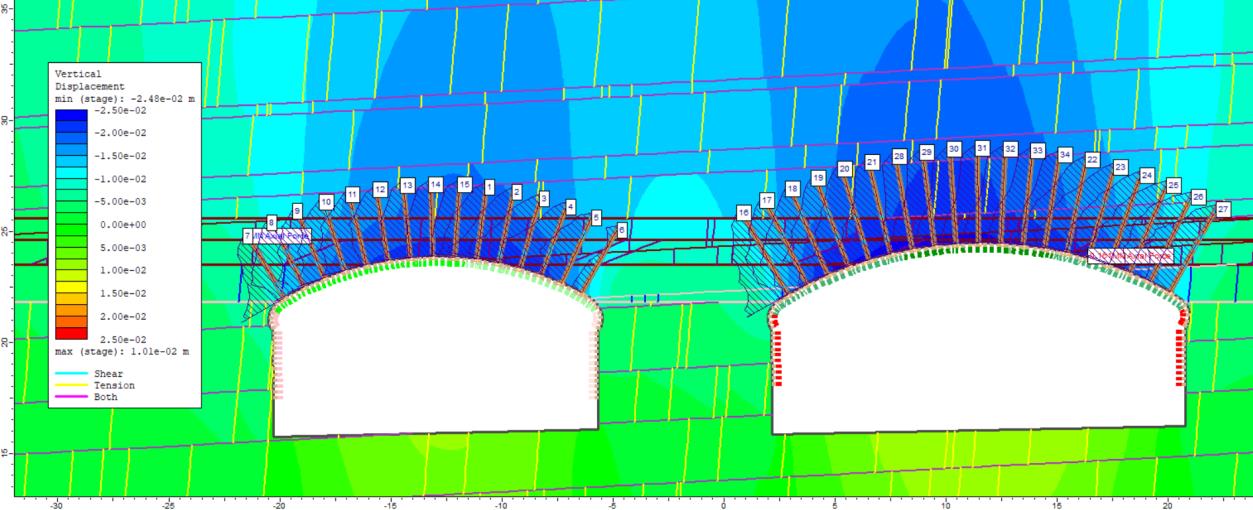 Vertical
Displacement
min (stage): -2.48e-02 m
-2.50e-02
-2.00e-02
-1.50e-02
-1.00e-02
-5.00e-03
0.00e+00
5.00e-03
1.00e-02
1.50e-02
2.00e-02
2.50e-02
max (stage): 1.01e-02 m
Shear
Tension
Both
7 8 9 10 11 12 13 14 15 1 2 3 4 5 6
16 17 18 19 20 21 28 29 30 31 32 33 34 22 23 24 25 26 27
Axial Force
MN Axial Force
35
30
25
20
15
-30 -25 -20 -15 -10 -5 0 5 10 15 20